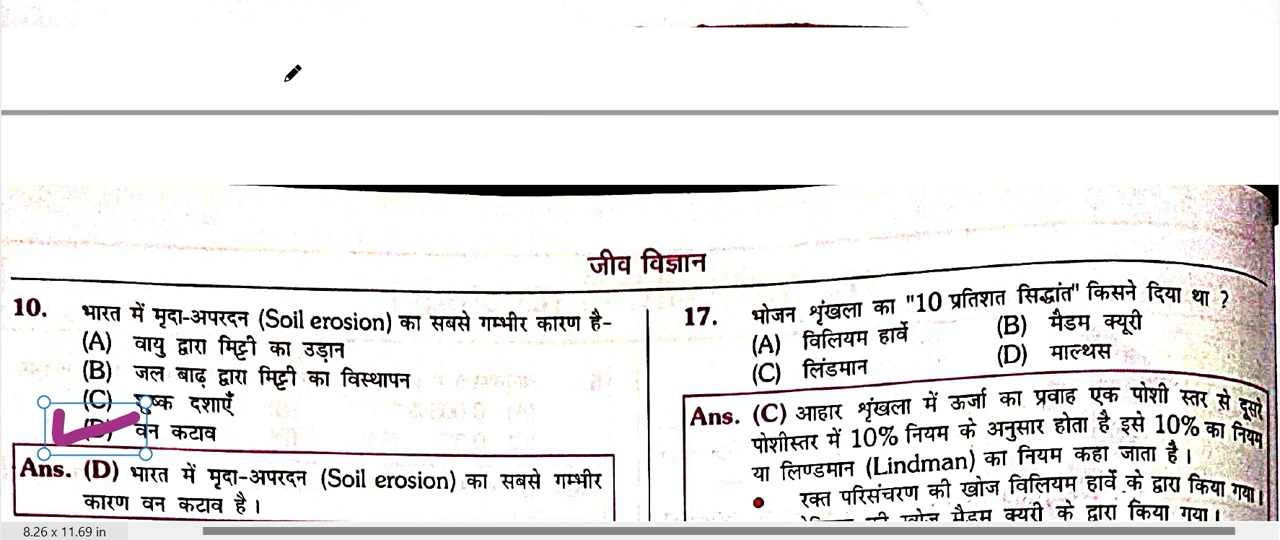 जीव विज्ञान
10. भारत में मृदा-अपरदन (Soil erosion) का सबसे गम्भीर कारण है-
(A) वायु द्वारा मिट्टी का उड़ान
(B) जल बाढ़ द्वारा मिट्टी का विस्थापन
(C) शुष्क दशाएँ
(D) वन कटाव
Ans. (D) भारत में मृदा-अपरदन (Soil erosion) का सबसे गम्भीर
कारण वन कटाव है।
17. भोजन शृंखला का "10 प्रतिशत सिद्धांत" किसने दिया था ?
(A) विलियम हार्वे (B) मैडम क्यूरी
(C) लिंडमान (D) माल्थस
Ans. (C) आहार शृंखला में ऊर्जा का प्रवाह एक पोशी स्तर से दूसरे
पोशीस्तर में 10% नियम के अनुसार होता है इसे 10% का नियम
या लिण्डमान (Lindman) का नियम कहा जाता है।
• रक्त परिसंचरण की खोज विलियम हार्वे के द्वारा किया गया।
की खोज मैडम क्यूरी के द्वारा किया गया।
8.26 x 11.69 in